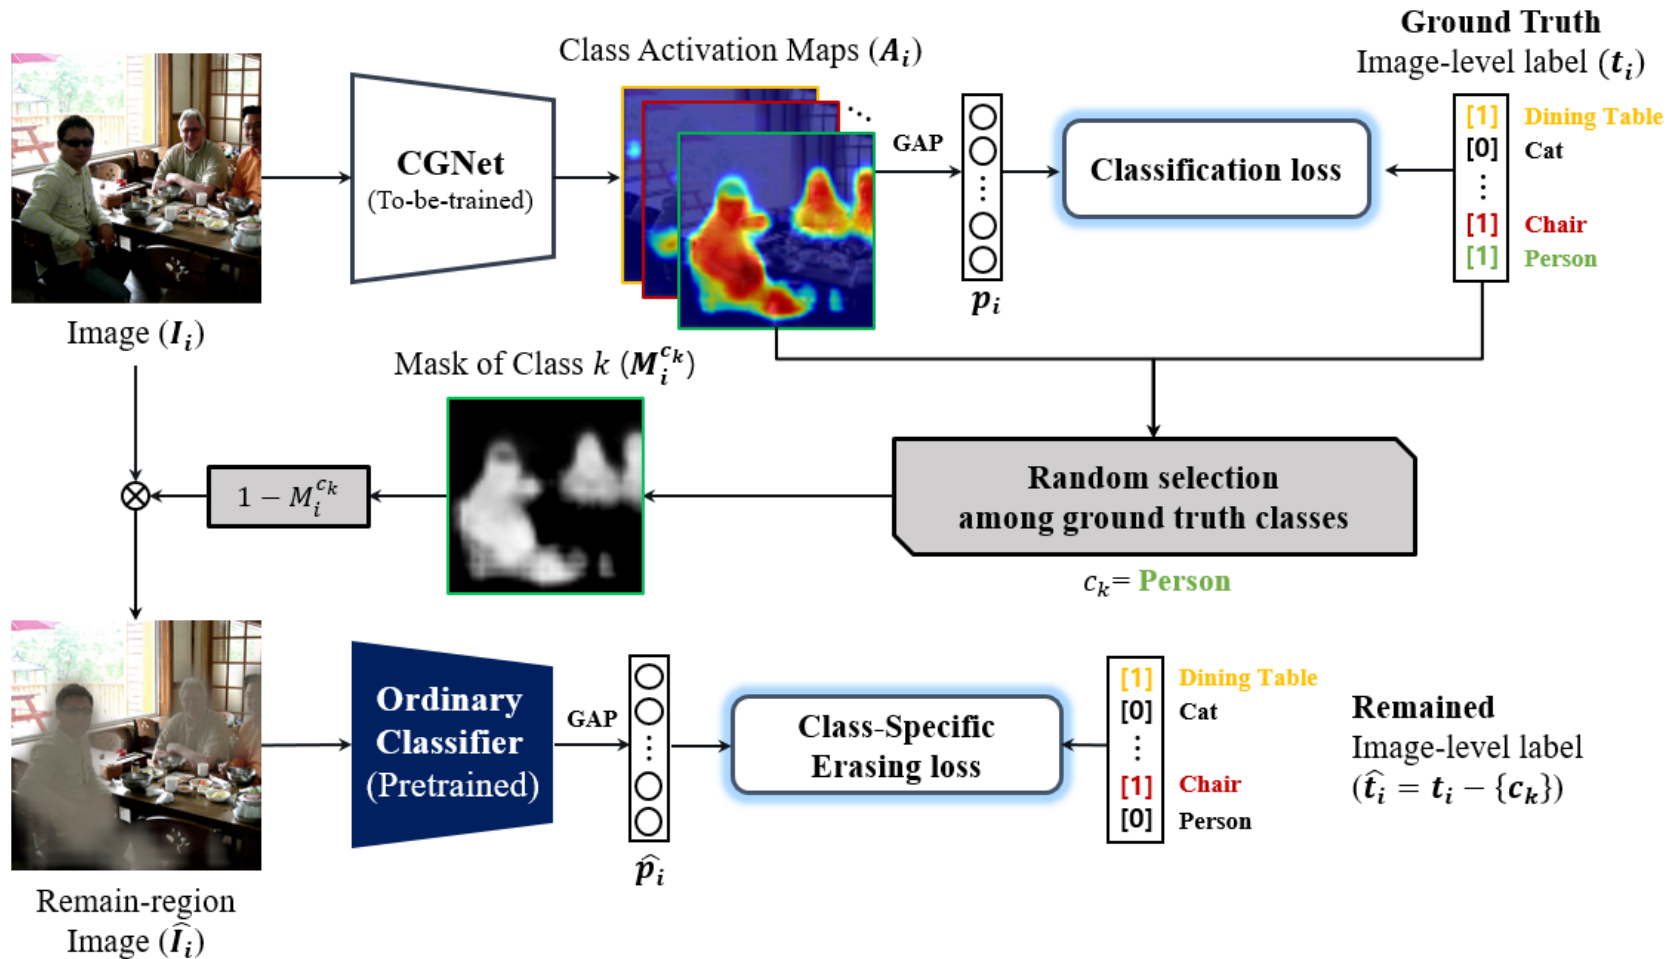 Ground Truth
Image-level label (t_i)
Class Activation Maps (A_i)
CGNet
(To-be-trained)
...
GAP
Classification loss
[1] Dining Table
[0] Cat
⋮
[1] Chair
[1] Person
p_i
Image (I_i)
Mask of Class k (M_i^{c_k})
1 − M_i^{c_k}
Random selection
among ground truth classes
c_k= Person
Ordinary
Classifier
(Pretrained)
GAP
⋮
Class-Specific
Erasing loss
[1] Dining Table
[0] Cat
⋮
[1] Chair
[0] Person
Remained
Image-level label
(t̂_i = t_i − {c_k})
p̂_i
Remain-region
Image (Î_i)